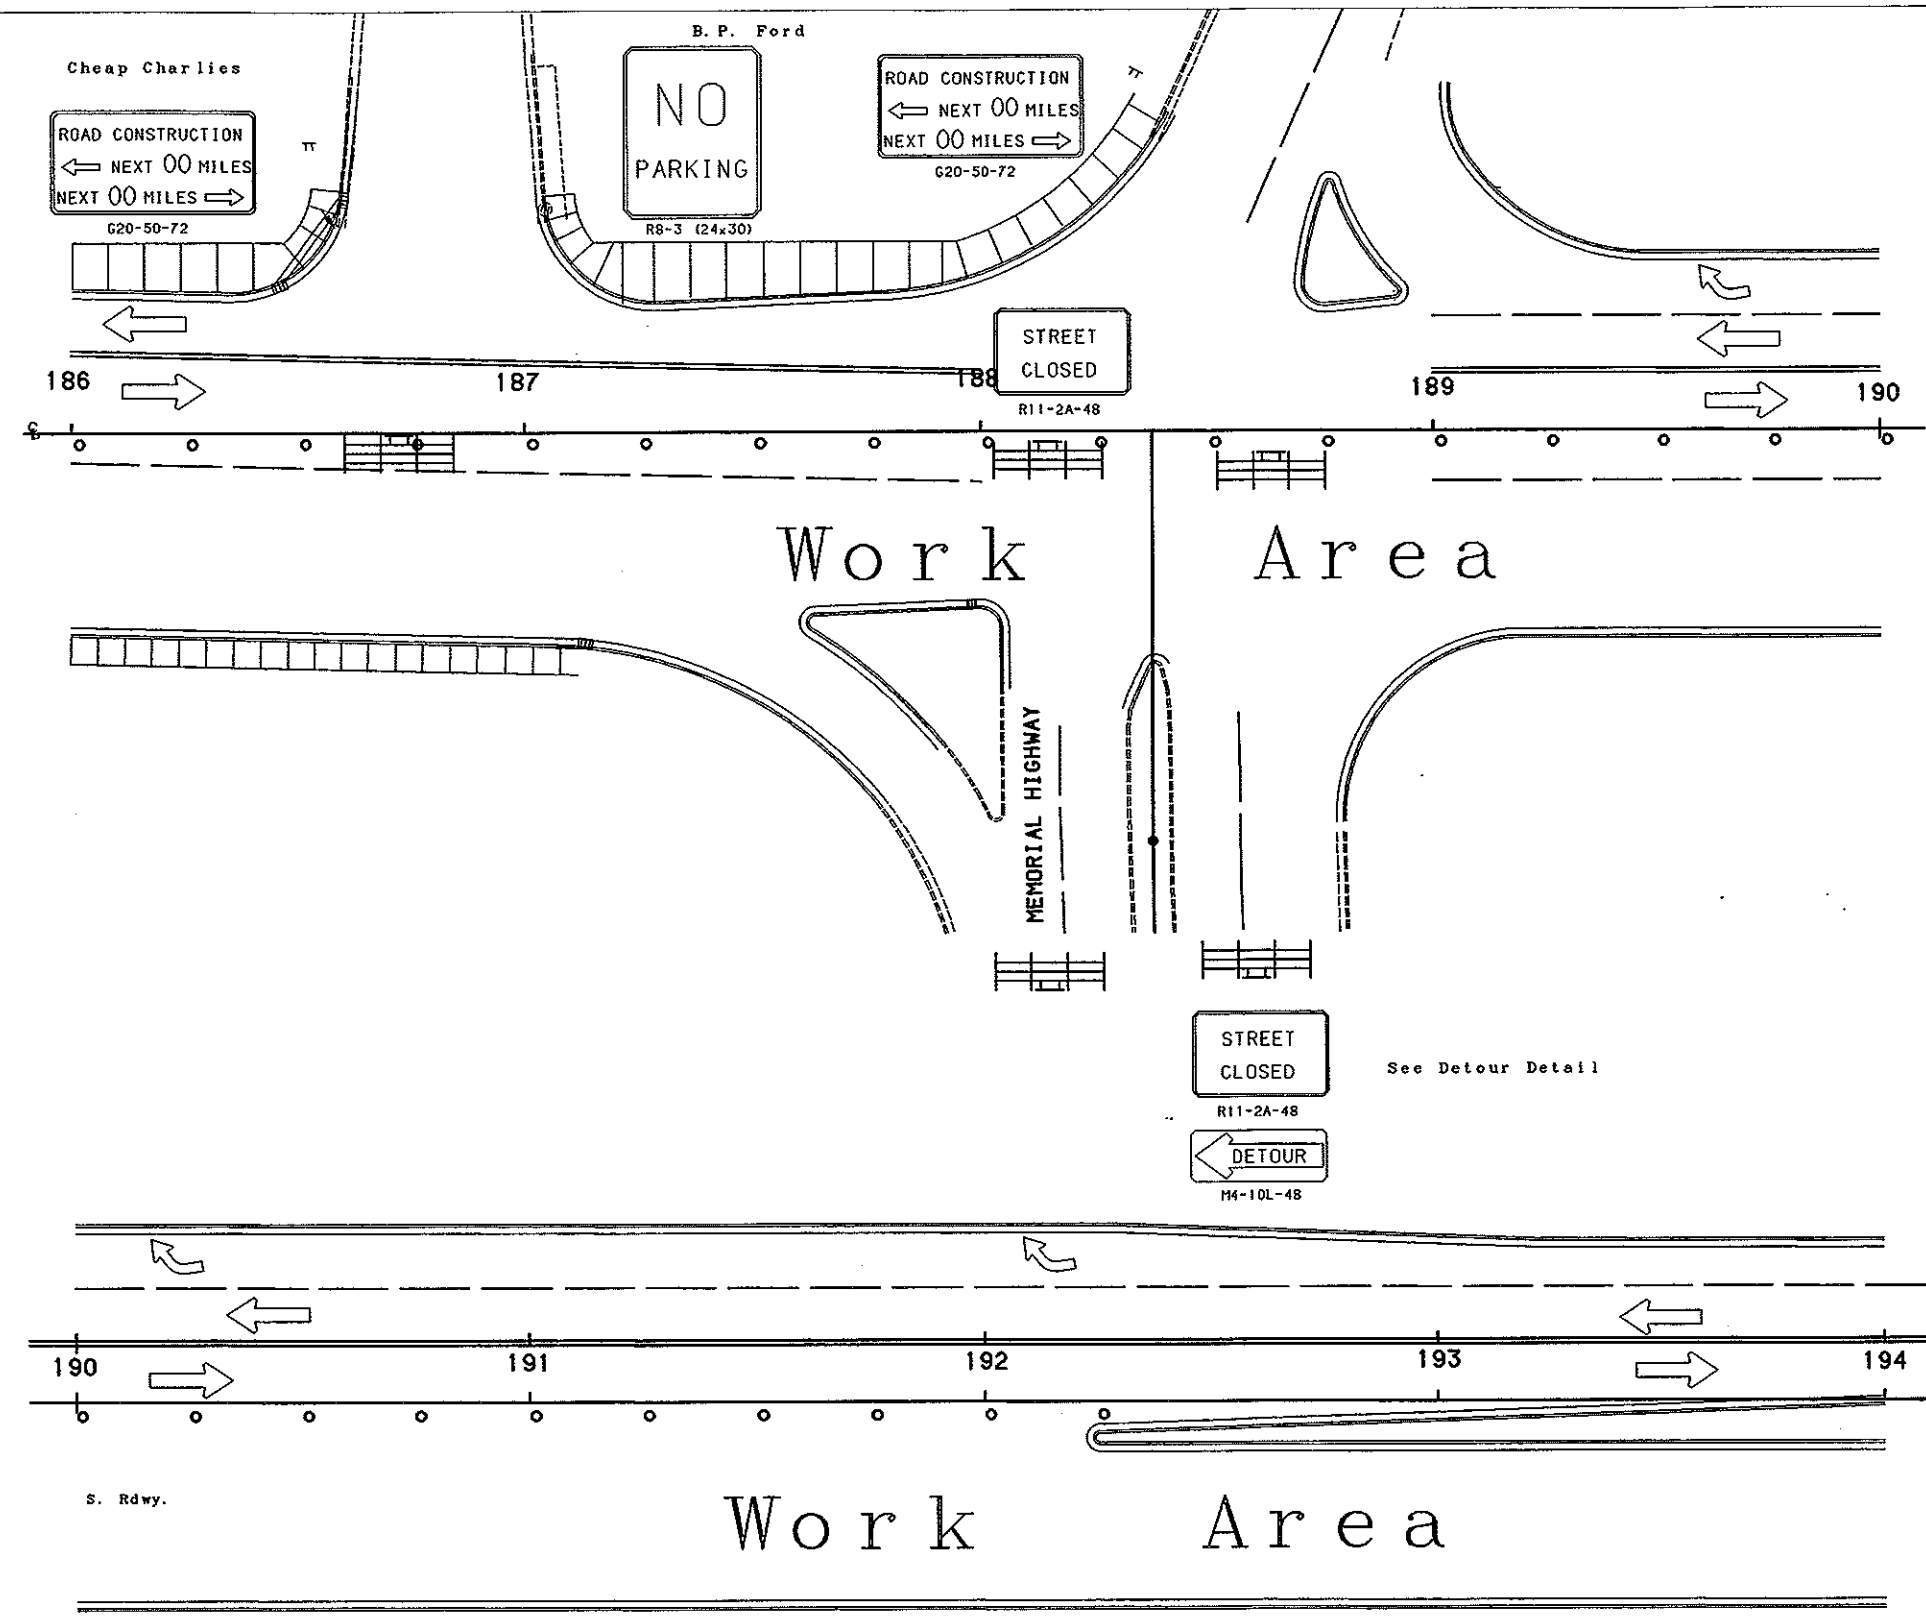 B.P. Ford
Cheap Charlies
ROAD CONSTRUCTION
NEXT 00 MILES
NEXT 00 MILES
G20-50-72
NO
PARKING
R8-3 (24x30)
ROAD CONSTRUCTION
NEXT 00 MILES
NEXT 00 MILES
G20-50-72
STREET
CLOSED
R11-2A-48
186
187
188
189
190
Work Area
MEMORIAL HIGHWAY
STREET
CLOSED
R11-2A-48
See Detour Detail
DETOUR
M4-10L-48
190
191
192
193
194
S. Rdwy.
Work Area